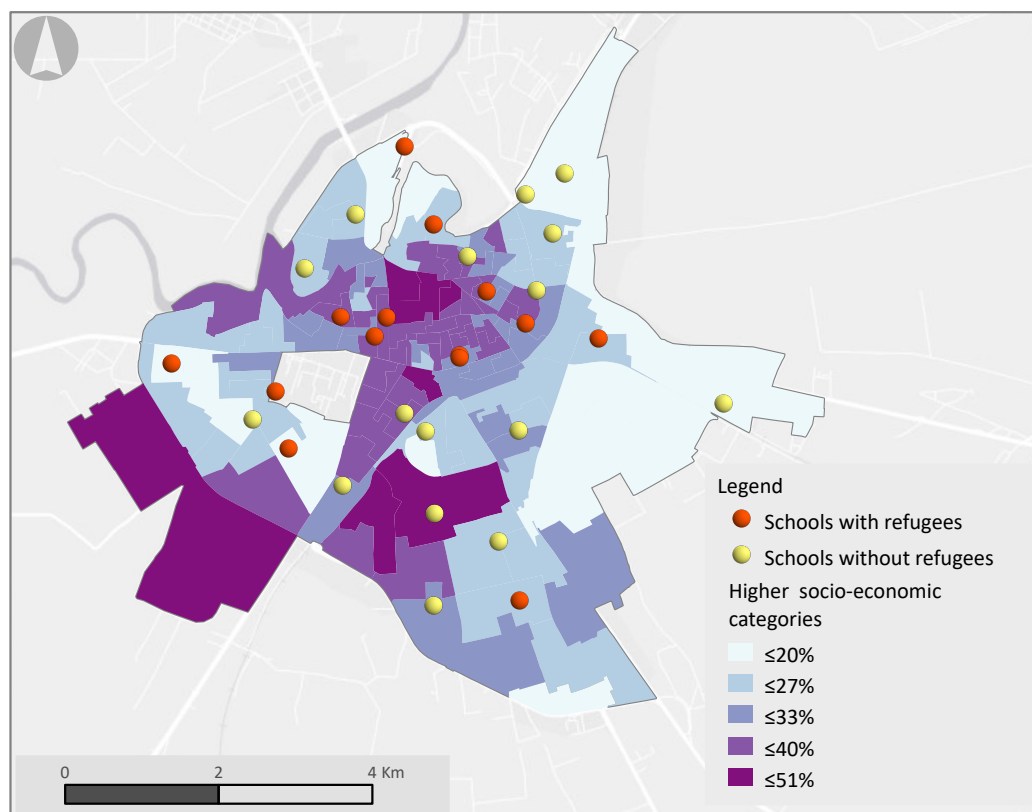 Legend
Schools with refugees
Schools without refugees
Higher socio-economic
categories
≤20%
≤27%
≤33%
≤40%
≤51%
0 2 4 Km